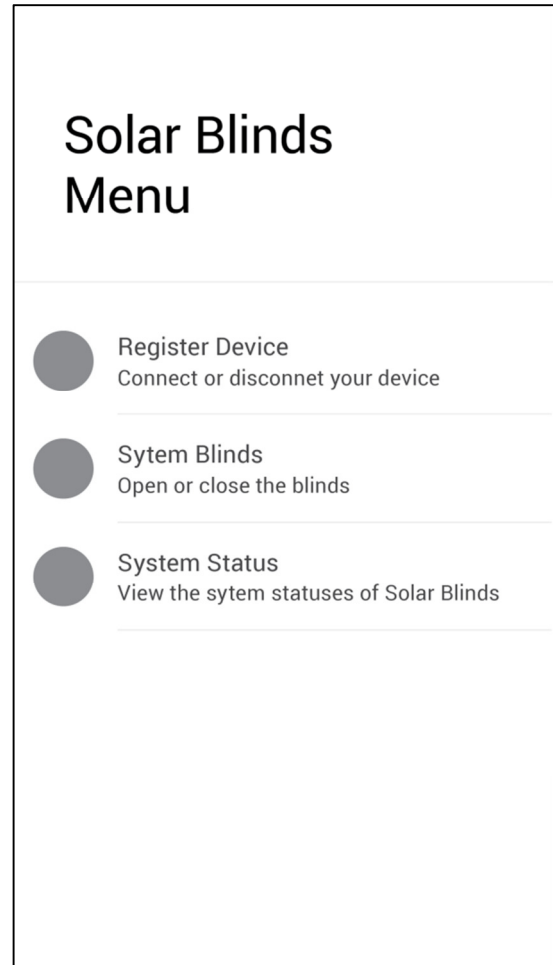 Solar Blinds
Menu
Register Device
Connect or disconnet your device
Sytem Blinds
Open or close the blinds
System Status
View the sytem statuses of Solar Blinds